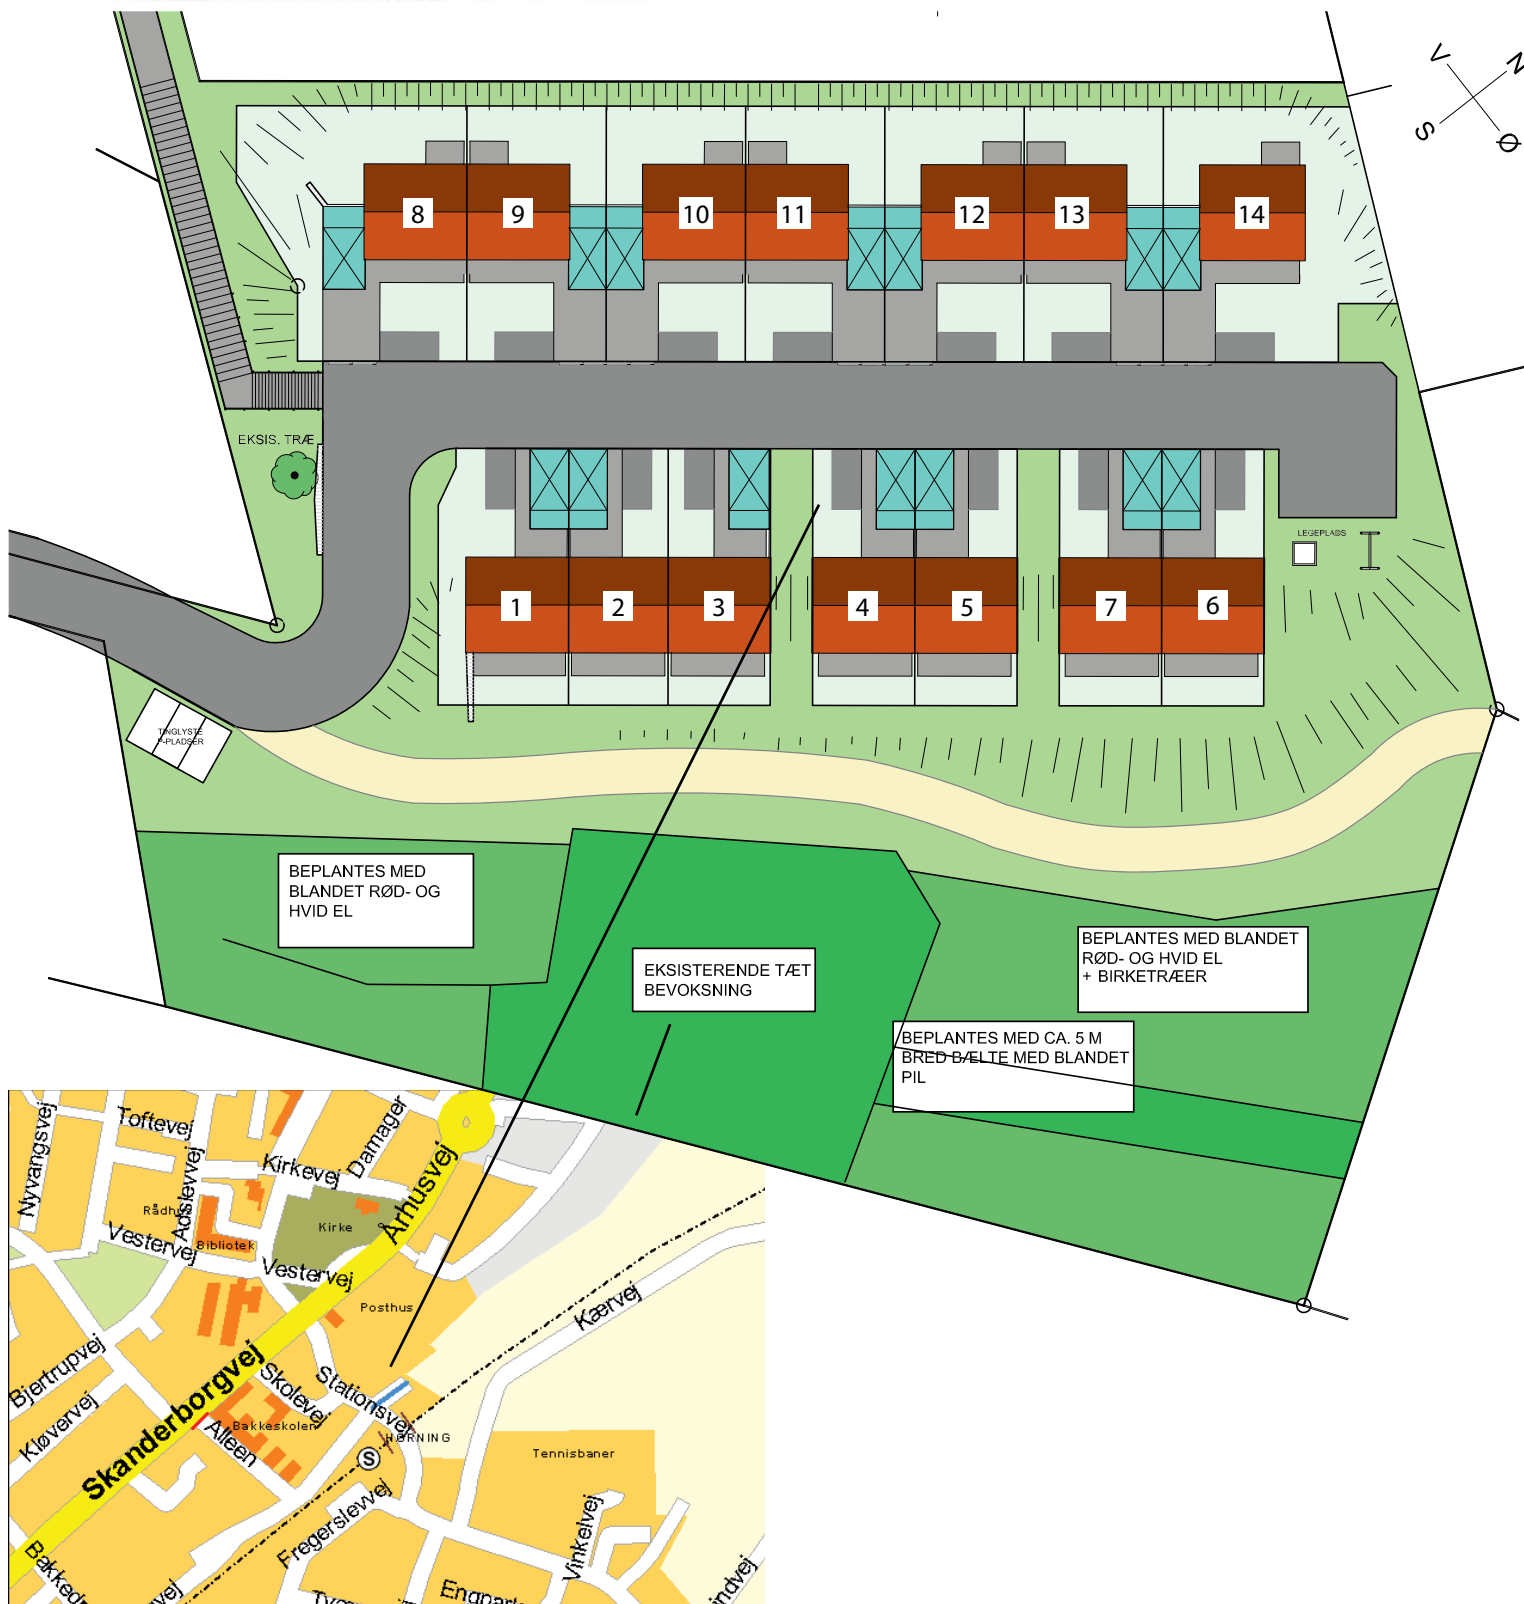 V
N
S
Ø
8
9
10
11
12
13
14
EKSIS. TRÆ
LEGEPLADS
1
2
3
4
5
7
6
TINGLYSTE
P-PLADSER
BEPLANTES MED
BLANDET RØD- OG
HVID EL
EKSISTERENDE TÆT
BEVOKSNING
BEPLANTES MED BLANDET
RØD- OG HVID EL
+ BIRKETRÆER
BEPLANTES MED CA. 5 M
BRED BÆLTE MED BLANDET
PIL
Nyvangsvej
Toftevej
Adslevvej
Kirkevej
Damager
Århusvej
Kirke
Vestervej
Bibliotek
Vestervej
Posthus
Kærvej
Bjertrupvej
Kløvervej
Skanderborgvej
Skolevej
Stationsvej
Bakkeskolen
Alleen
HØRNING
S
Tennisbaner
Fregerslevvej
Vinkelvej